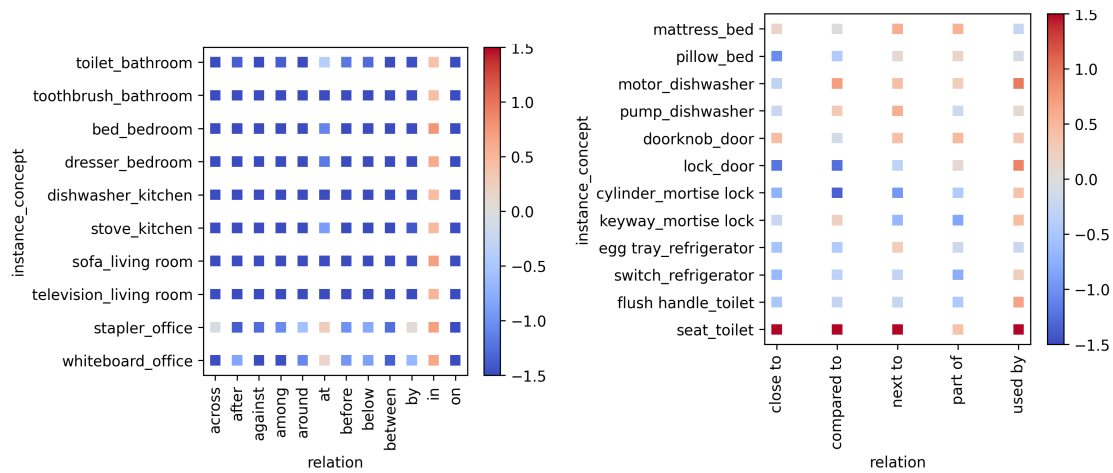 toilet_bathroom
toothbrush_bathroom
bed_bedroom
dresser_bedroom
dishwasher_kitchen
stove_kitchen
sofa_living room
television_living room
stapler_office
whiteboard_office
instance_concept
across
after
against
among
around
at
before
below
between
by
in
on
relation
1.5
1.0
0.5
0.0
−0.5
−1.0
−1.5
mattress_bed
pillow_bed
motor_dishwasher
pump_dishwasher
doorknob_door
lock_door
cylinder_mortise lock
keyway_mortise lock
egg tray_refrigerator
switch_refrigerator
flush handle_toilet
seat_toilet
instance_concept
close to
compared to
next to
part of
used by
relation
1.5
1.0
0.5
0.0
−0.5
−1.0
−1.5